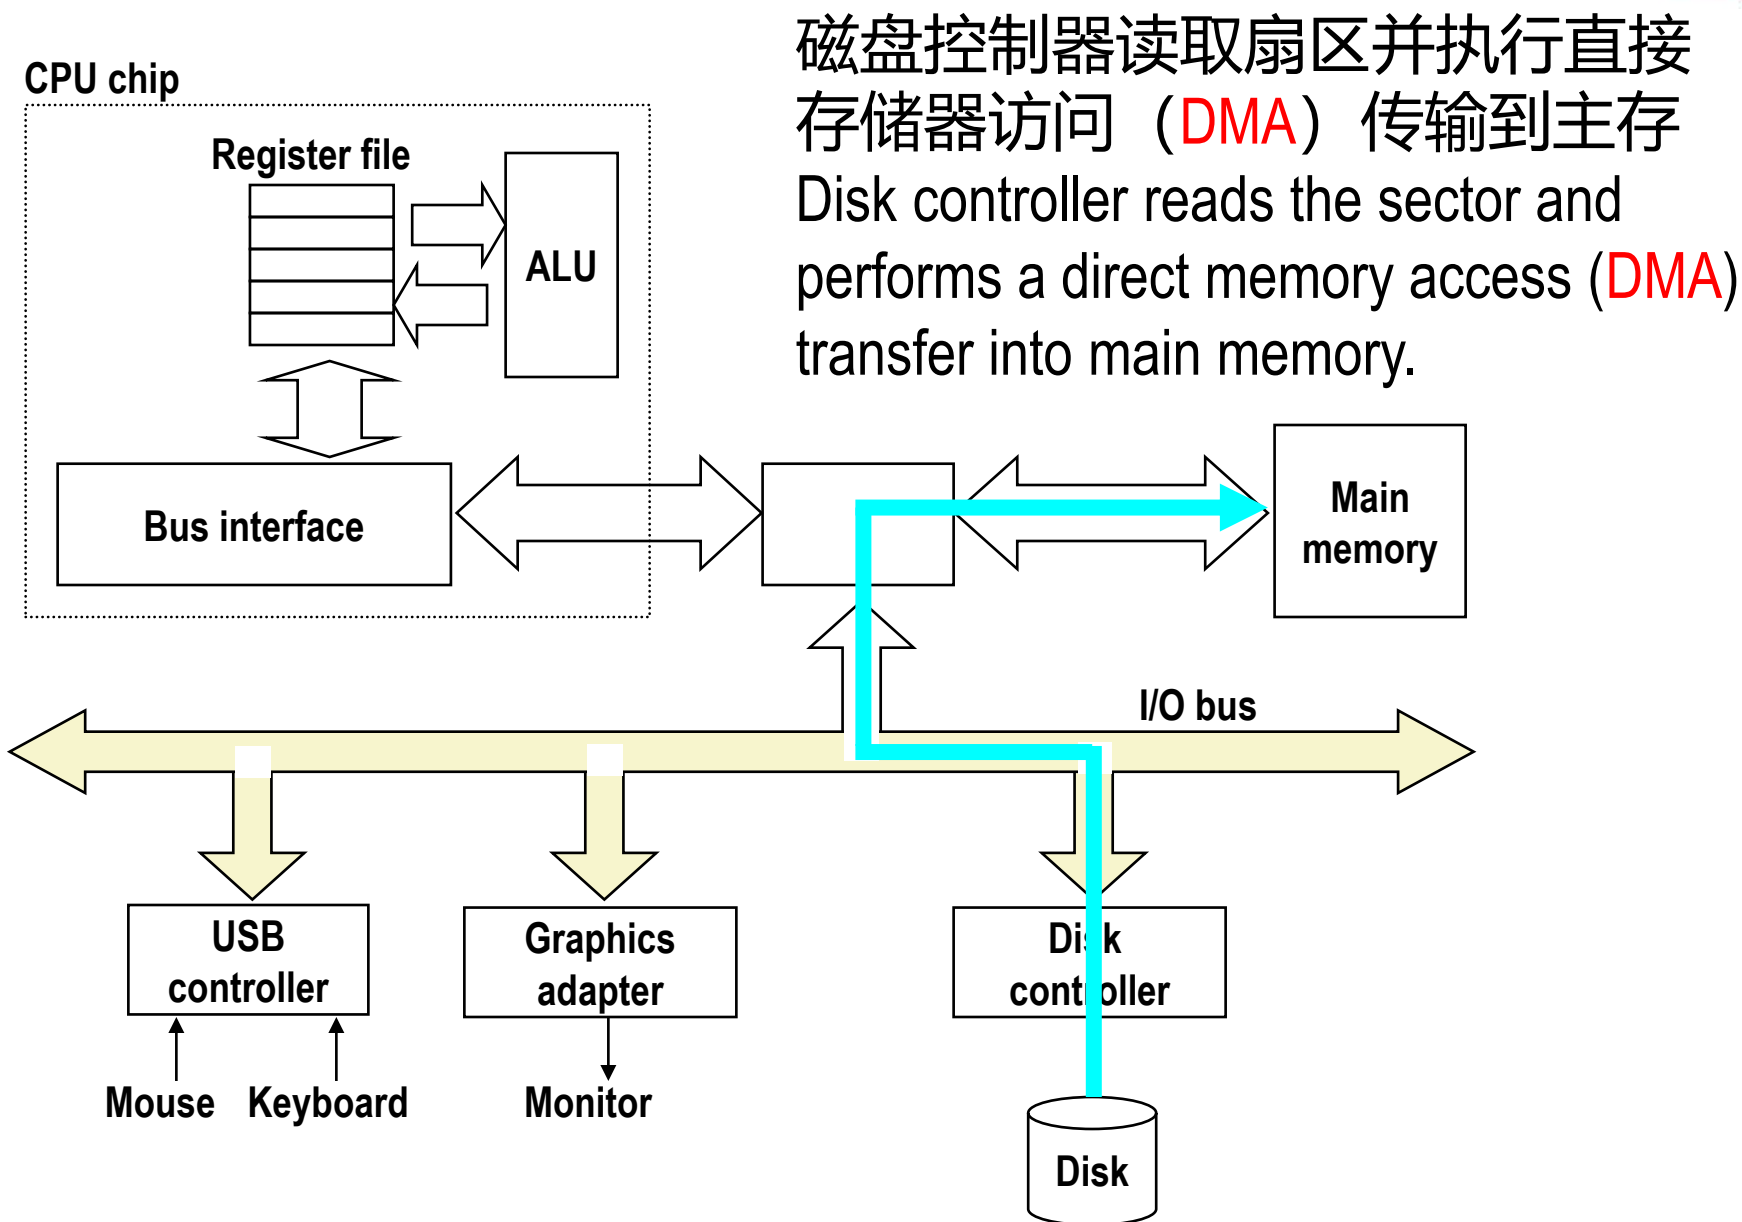 磁盘控制器读取扇区并执行直接
存储器访问（DMA）传输到主存
Disk controller reads the sector and
performs a direct memory access (DMA)
transfer into main memory.
CPU chip
Register file
ALU
Bus interface
Main
memory
I/O bus
USB
controller
Graphics
adapter
Disk
controller
Mouse
Keyboard
Monitor
Disk